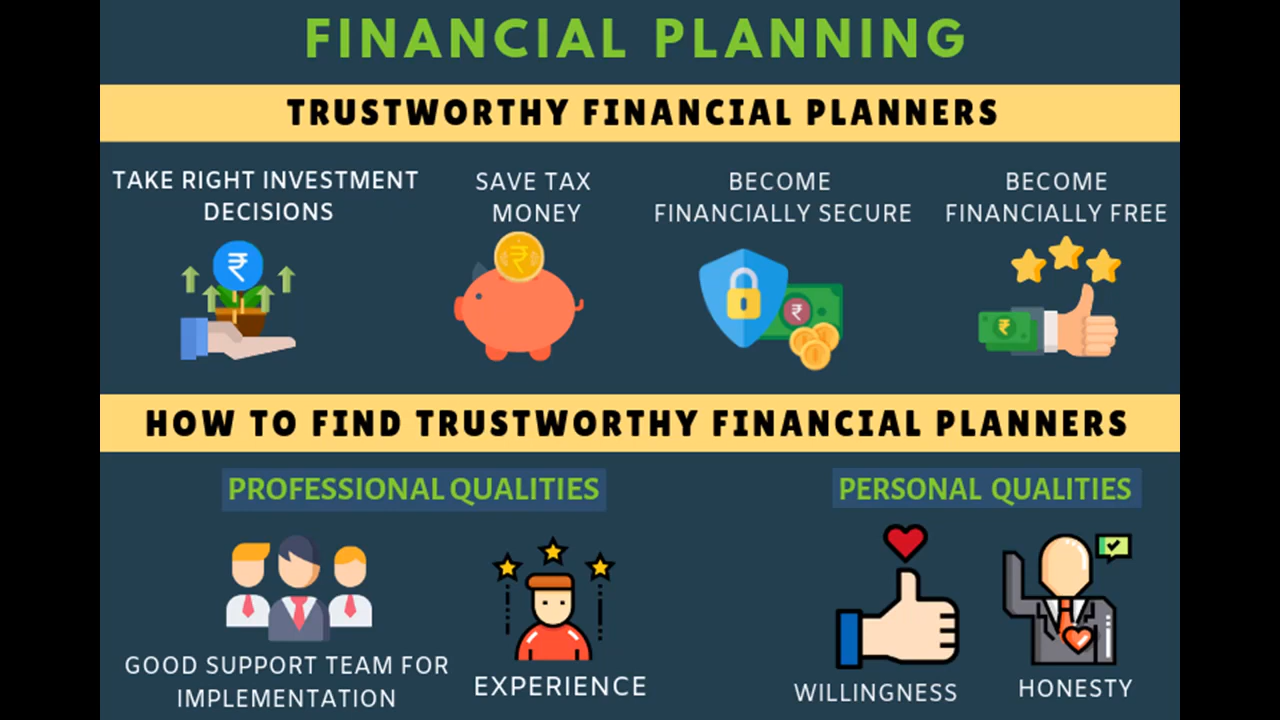 FINANCIAL PLANNING
TRUSTWORTHY FINANCIAL PLANNERS
TAKE RIGHT INVESTMENT
DECISIONS
SAVE TAX
MONEY
BECOME
FINANCIALLY SECURE
BECOME
FINANCIALLY FREE
₹
₹
₹
₹
HOW TO FIND TRUSTWORTHY FINANCIAL PLANNERS
PROFESSIONAL QUALITIES
PERSONAL QUALITIES
GOOD SUPPORT TEAM FOR
IMPLEMENTATION
EXPERIENCE
WILLINGNESS
HONESTY